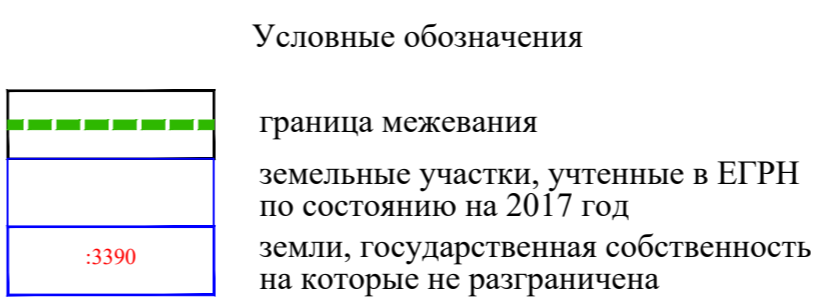 Условные обозначения
граница межевания
земельные участки, учтенные в ЕГРН
по состоянию на 2017 год
:3390
земли, государственная собственность
на которые не разграничена